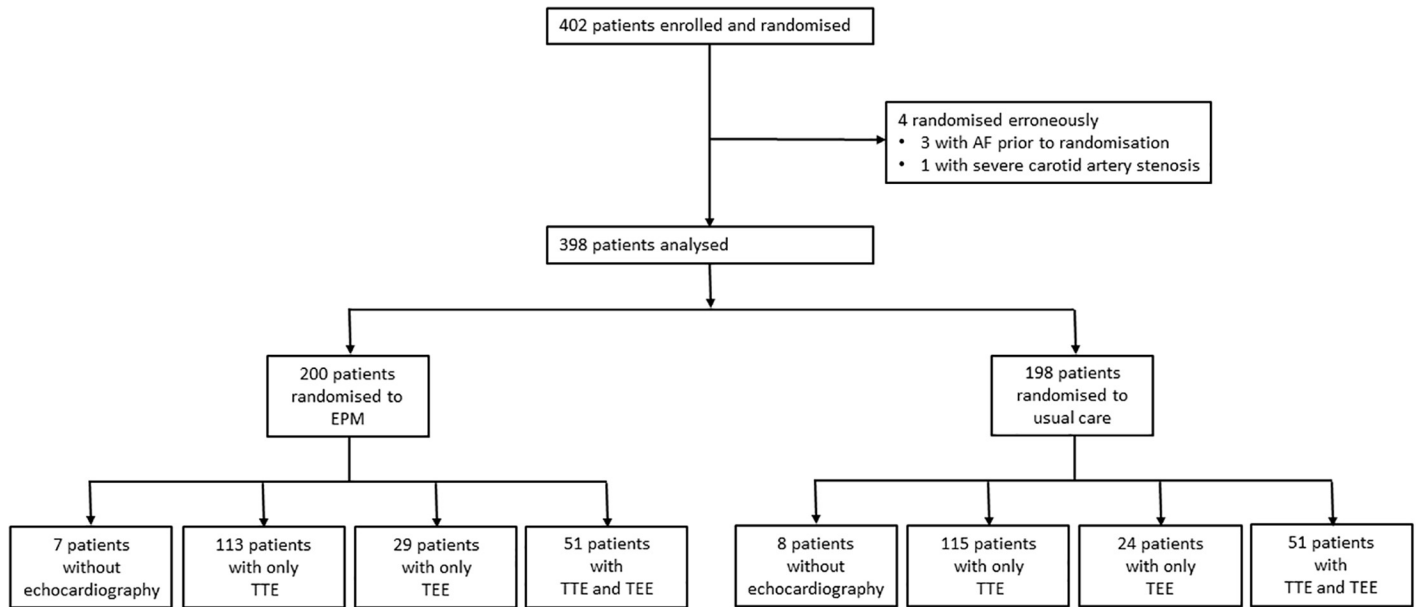 402 patients enrolled and randomised
4 randomised erroneously
• 3 with AF prior to randomisation
• 1 with severe carotid artery stenosis
398 patients analysed
200 patients
randomised to
EPM
198 patients
randomised to
usual care
7 patients
without
echocardiography
113 patients
with only
TTE
29 patients
with only
TEE
51 patients
with
TTE and TEE
8 patients
without
echocardiography
115 patients
with only
TTE
24 patients
with only
TEE
51 patients
with
TTE and TEE